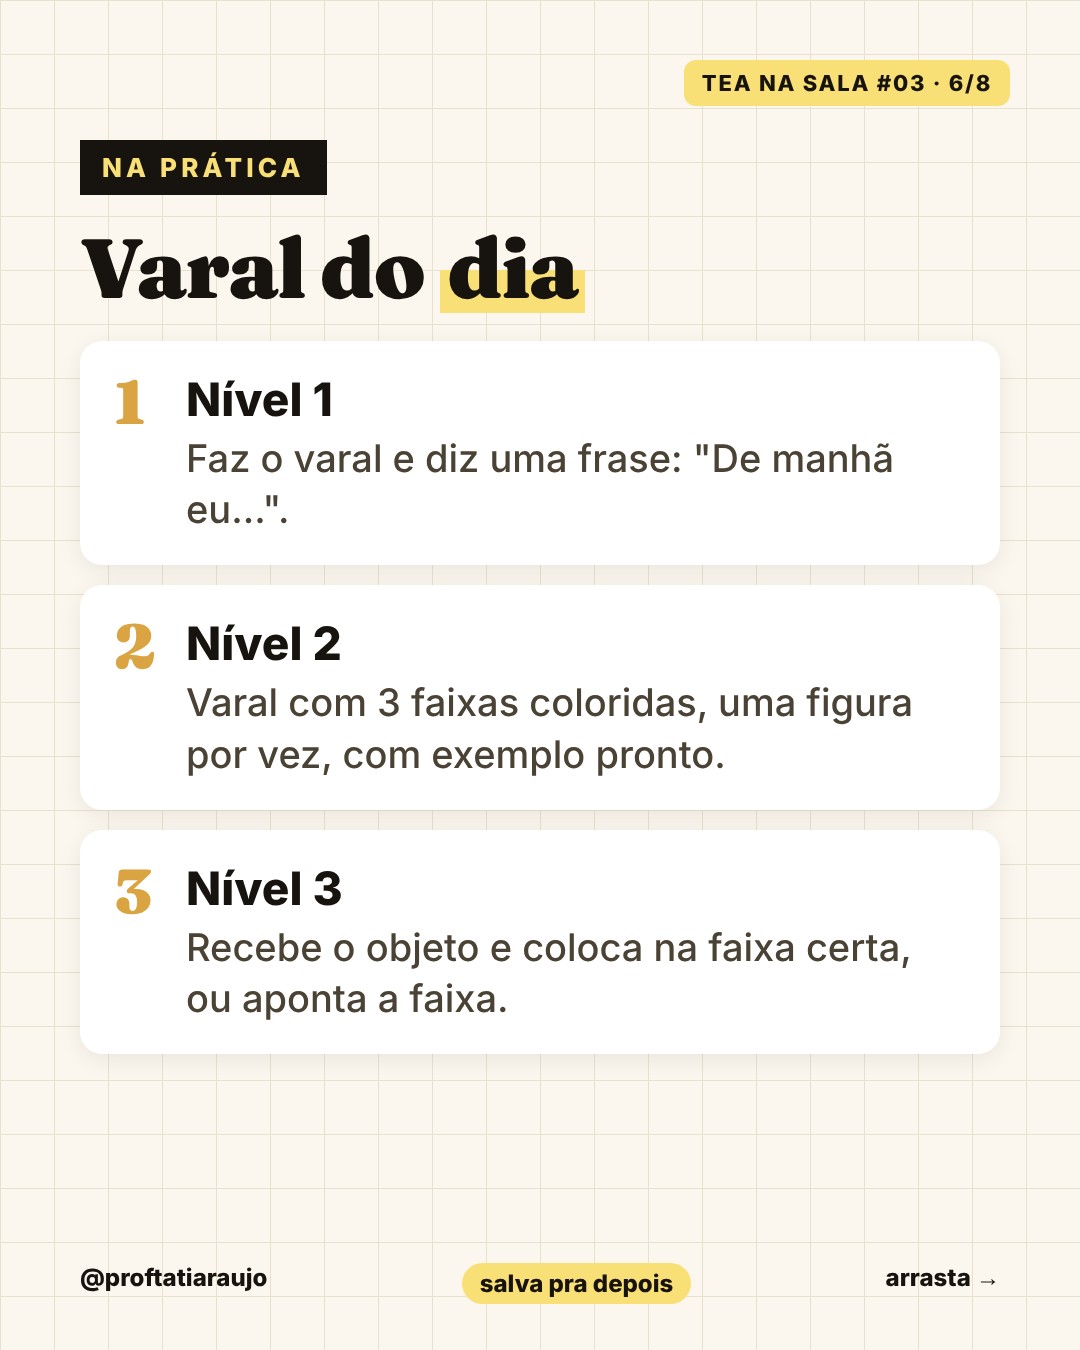 TEA NA SALA #03 · 6/8
NA PRÁTICA
Varal do dia
1 Nível 1
Faz o varal e diz uma frase: "De manhã
eu...".
2 Nível 2
Varal com 3 faixas coloridas, uma figura
por vez, com exemplo pronto.
3 Nível 3
Recebe o objeto e coloca na faixa certa,
ou aponta a faixa.
@proftatiaraujo salva pra depois arrasta →